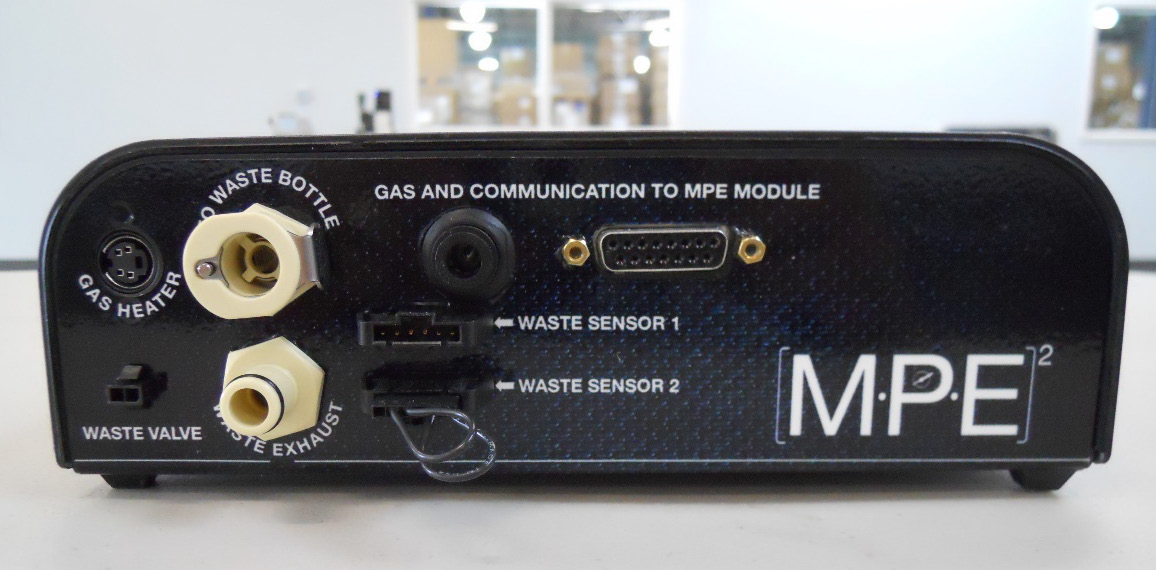 WASTE BOTTLE
GAS AND COMMUNICATION TO MPE MODULE
GAS HEATER
WASTE SENSOR 1
WASTE SENSOR 2
WASTE VALVE
WASTE EXHAUST
[M·P·E]²